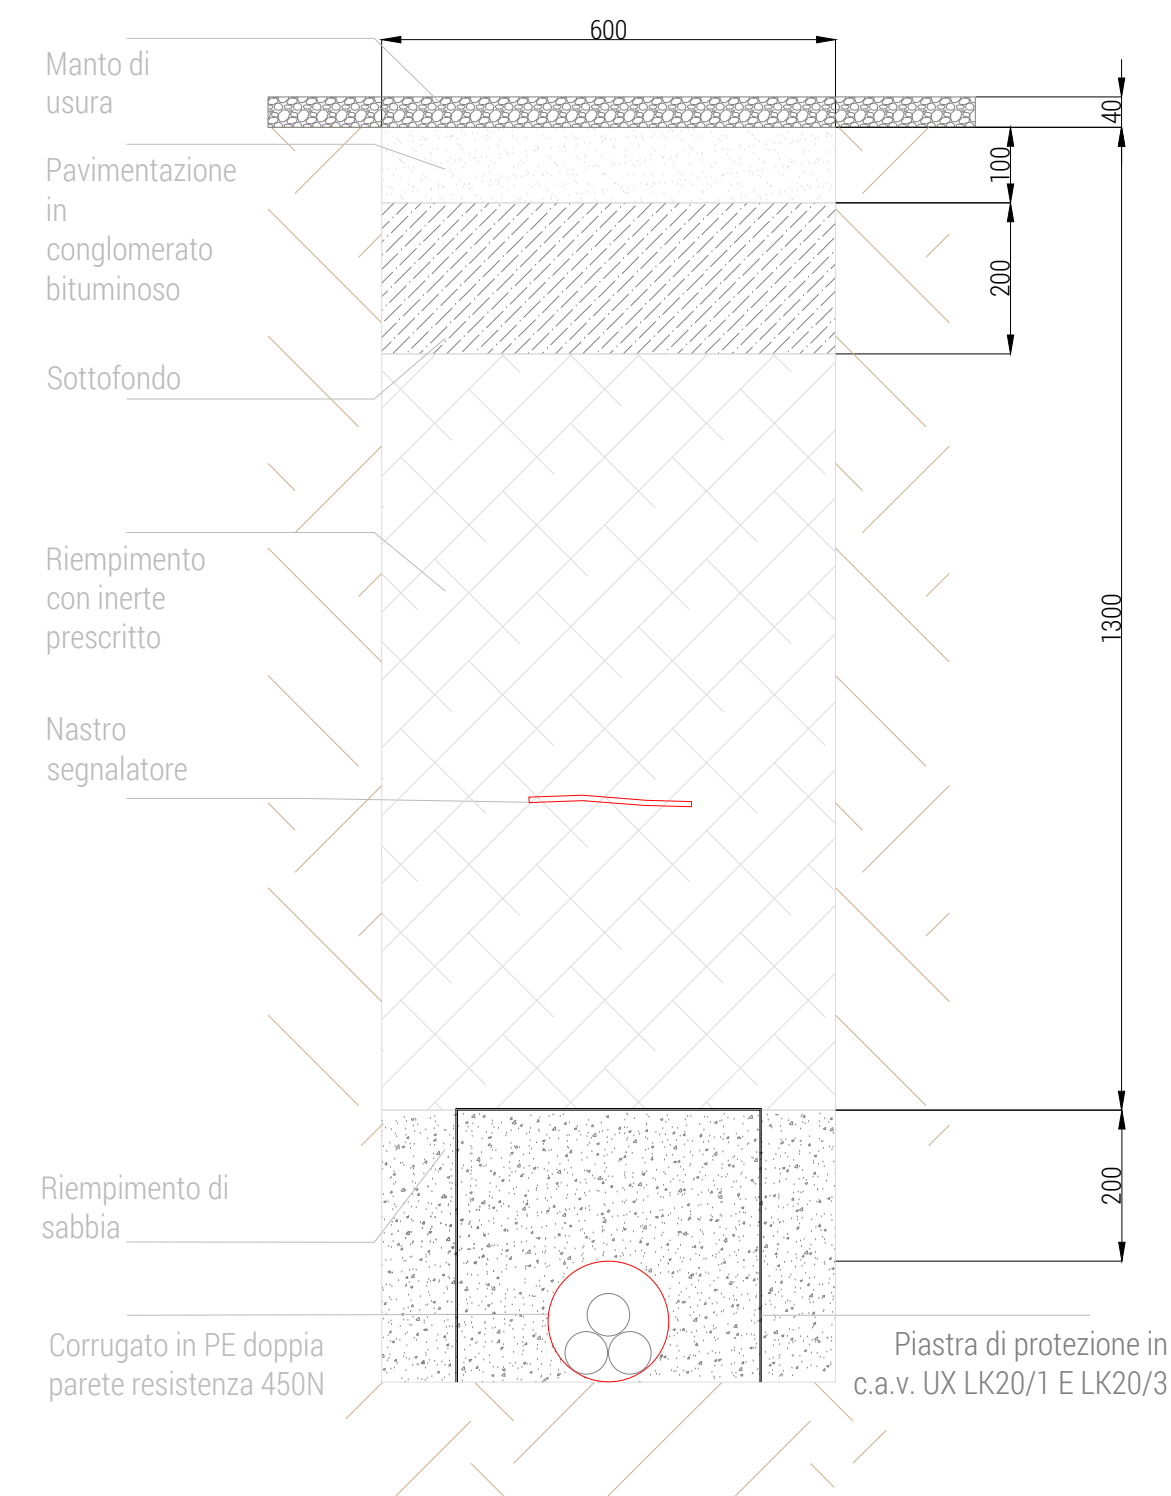 600
Manto di
usura
40
Pavimentazione
in
conglomerato
bituminoso
100
200
Sottofondo
Riempimento
con inerte
prescritto
1300
Nastro
segnalatore
Riempimento di
sabbia
200
Corrugato in PE doppia
parete resistenza 450N
Piastra di protezione in
c.a.v. UX LK20/1 E LK20/3